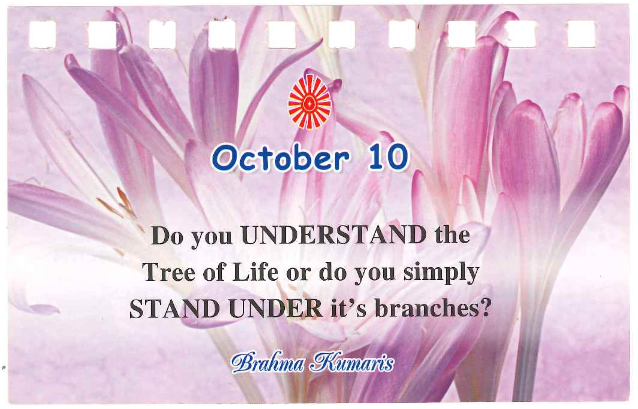 October 10
Do you UNDERSTAND the
Tree of Life or do you simply
STAND UNDER it's branches?
Brahma Kumaris